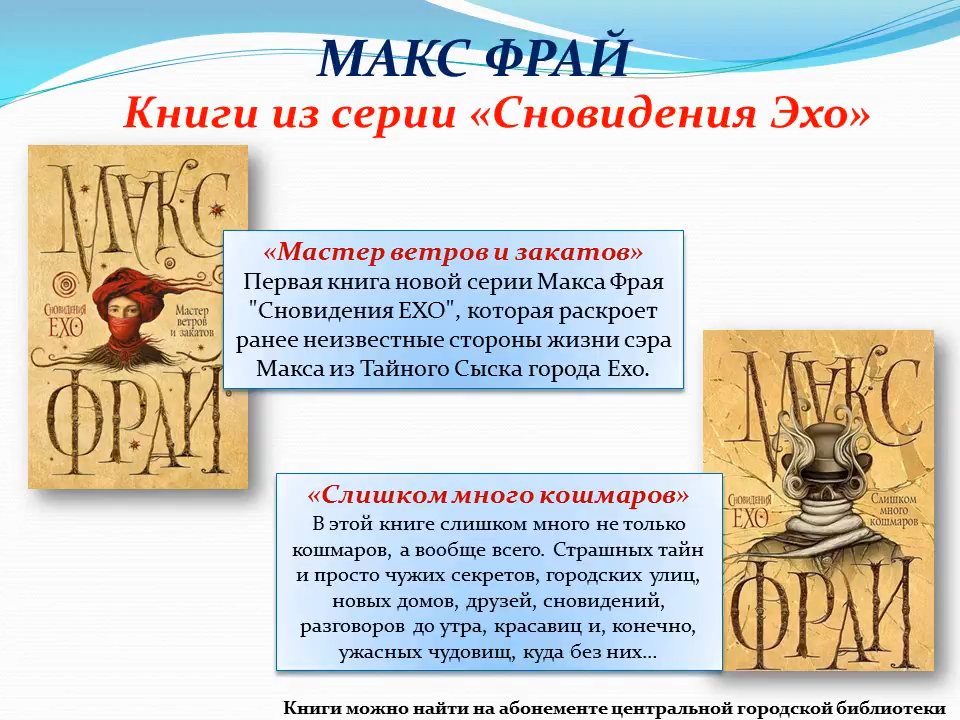 МАКС ФРАЙ
Книги из серии «Сновидения Эхо»
МАКС
СНОВИДЕНИЯ
ЕХО
Мастер
ветров
и закатов
ФРАЙ
«Мастер ветров и закатов»
Первая книга новой серии Макса Фрая
"Сновидения ЕХО", которая раскроет
ранее неизвестные стороны жизни сэра
Макса из Тайного Сыска города Ехо.
МАКС
СНОВИДЕНИЯ
ЕХО
Слишком
много
кошмаров
ФРАЙ
«Слишком много кошмаров»
В этой книге слишком много не только
кошмаров, а вообще всего. Страшных тайн
и просто чужих секретов, городских улиц,
новых домов, друзей, сновидений,
разговоров до утра, красавиц и, конечно,
ужасных чудовищ, куда без них...
Книги можно найти на абонементе центральной городской библиотеки